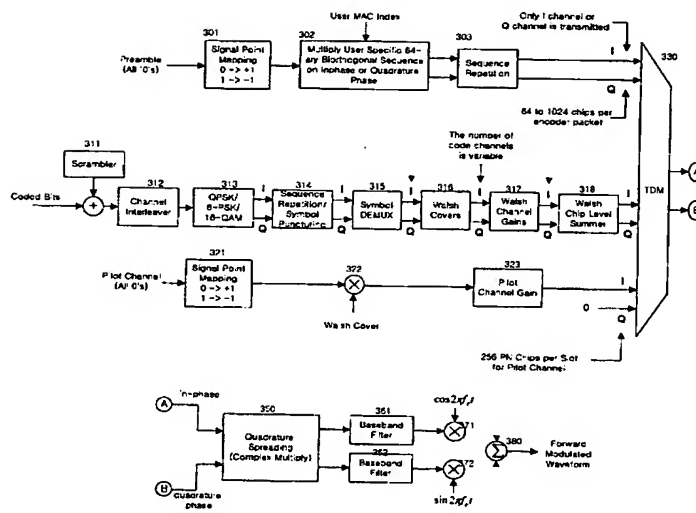 User MAC Index
Only I channel or
Q channel is transmitted
301
Signal Point
Mapping
0 -> +1
1 -> -1
302
Multiply User Specific 64-
ary Biorthogonal Sequence
on Inphase or Quadrature
Phase
303
Sequence
Repetition
I
330
Preamble
(All '0's)
Q
64 to 1024 chips per
encoder packet
The number of
code channels
is variable
TDM
A
B
311
Scrambler
Coded Bits
+
312
Channel
Interleaver
313
QPSK/
8-PSK/
16-QAM
I
Q
314
Sequence
Repetition/
Symbol
Puncturing
I
Q
315
Symbol
DEMUX
I
Q
316
Walsh
Covers
I
Q
317
Walsh
Channel
Gains
I
Q
318
Walsh
Chip Level
Summer
I
Q
Pilot Channel
(All 0's)
321
Signal Point
Mapping
0 -> +1
1 -> -1
322
Walsh Cover
323
Pilot
Channel Gain
I
0
Q
256 PN Chips per Slot
for Pilot Channel
A
In-phase
B
quadrature
phase
350
Quadrature
Spreading
(Complex Multiply)
361
Baseband
Filter
362
Baseband
Filter
cos 2πf_c t
371
372
sin 2πf_c t
Σ
380
Forward
Modulated
Waveform